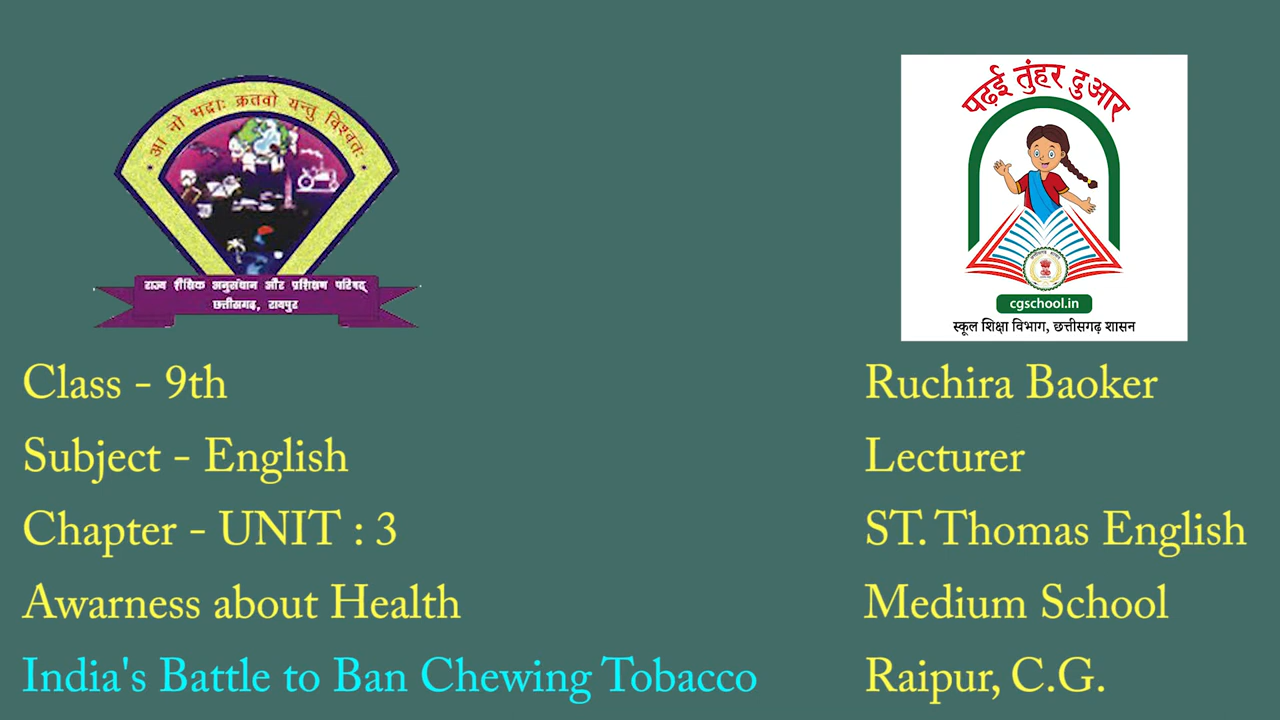 आ नो भद्राः क्रतवो यन्तु विश्वतः
राज्य शैक्षिक अनुसंधान और प्रशिक्षण परिषद्
छत्तीसगढ़, रायपुर
पढ़ई तुंहर दुआर
cgschool.in
स्कूल शिक्षा विभाग, छत्तीसगढ़ शासन
Class - 9th
Subject - English
Chapter - UNIT : 3
Awarness about Health
India's Battle to Ban Chewing Tobacco
Ruchira Baoker
Lecturer
ST. Thomas English
Medium School
Raipur, C.G.